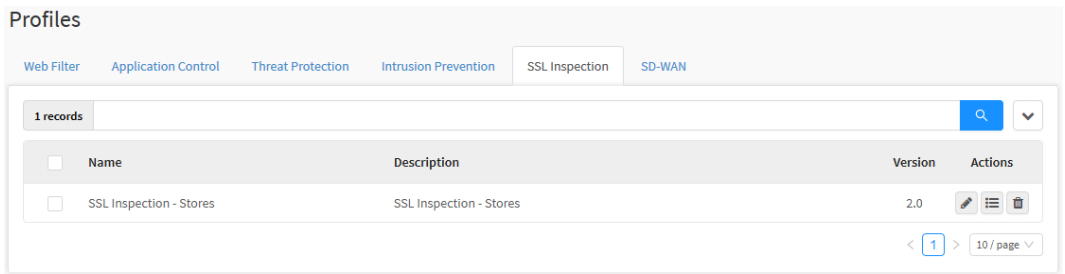 Profiles
Web Filter Application Control Threat Protection Intrusion Prevention SSL Inspection SD-WAN
1 records
Name Description Version Actions
SSL Inspection - Stores SSL Inspection - Stores 2.0
< 1 > 10 / page